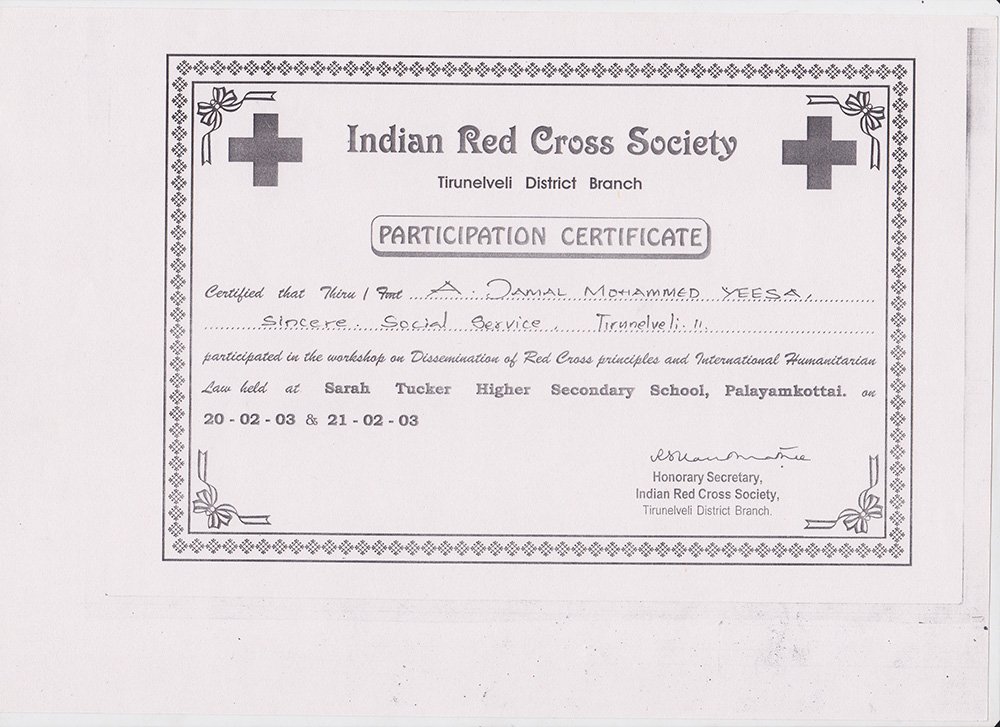 Indian Red Cross Society
Tirunelveli District Branch
PARTICIPATION CERTIFICATE
Certified that Thiru / Tmt A. JAMAL MOHAMMED YEESA,
Sincere Social Service, Tirunelveli. 11.
participated in the workshop on Dissemination of Red Cross principles and International Humanitarian
Law held at Sarah Tucker Higher Secondary School, Palayamkottai. on
20 - 02 - 03 & 21 - 02 - 03
Honorary Secretary,
Indian Red Cross Society,
Tirunelveli District Branch.